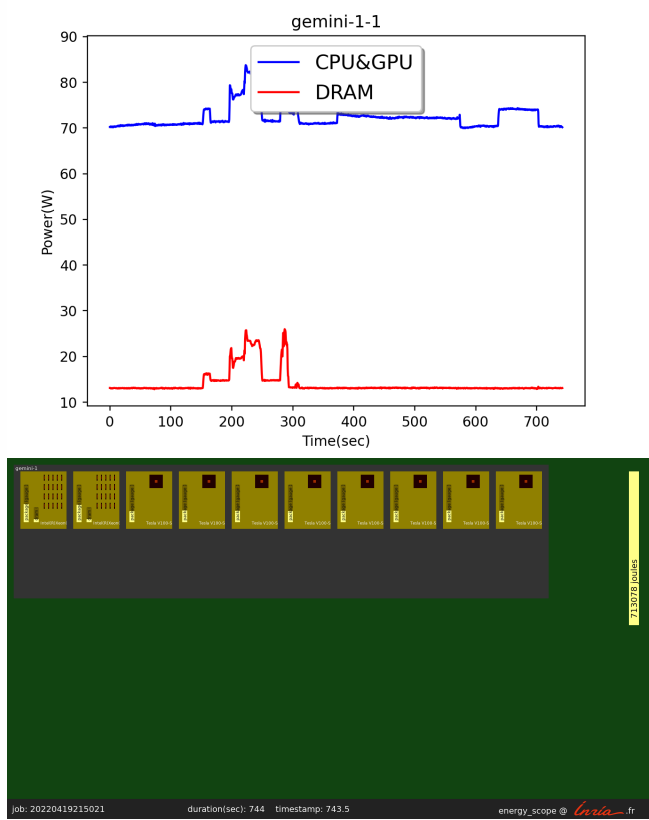 gemini-1-1
90
80
70
60
50
40
30
20
10
Power(W)
CPU&GPU
DRAM
0 100 200 300 400 500 600 700
Time(sec)
gemini-1
Tesla V100-S Tesla V100-S Tesla V100-S Tesla V100-S Tesla V100-S Tesla V100-S Tesla V100-S Tesla V100-S
713078 joules
job: 20220419215021 duration(sec): 744 timestamp: 743.5 energy_scope @ Inria .fr